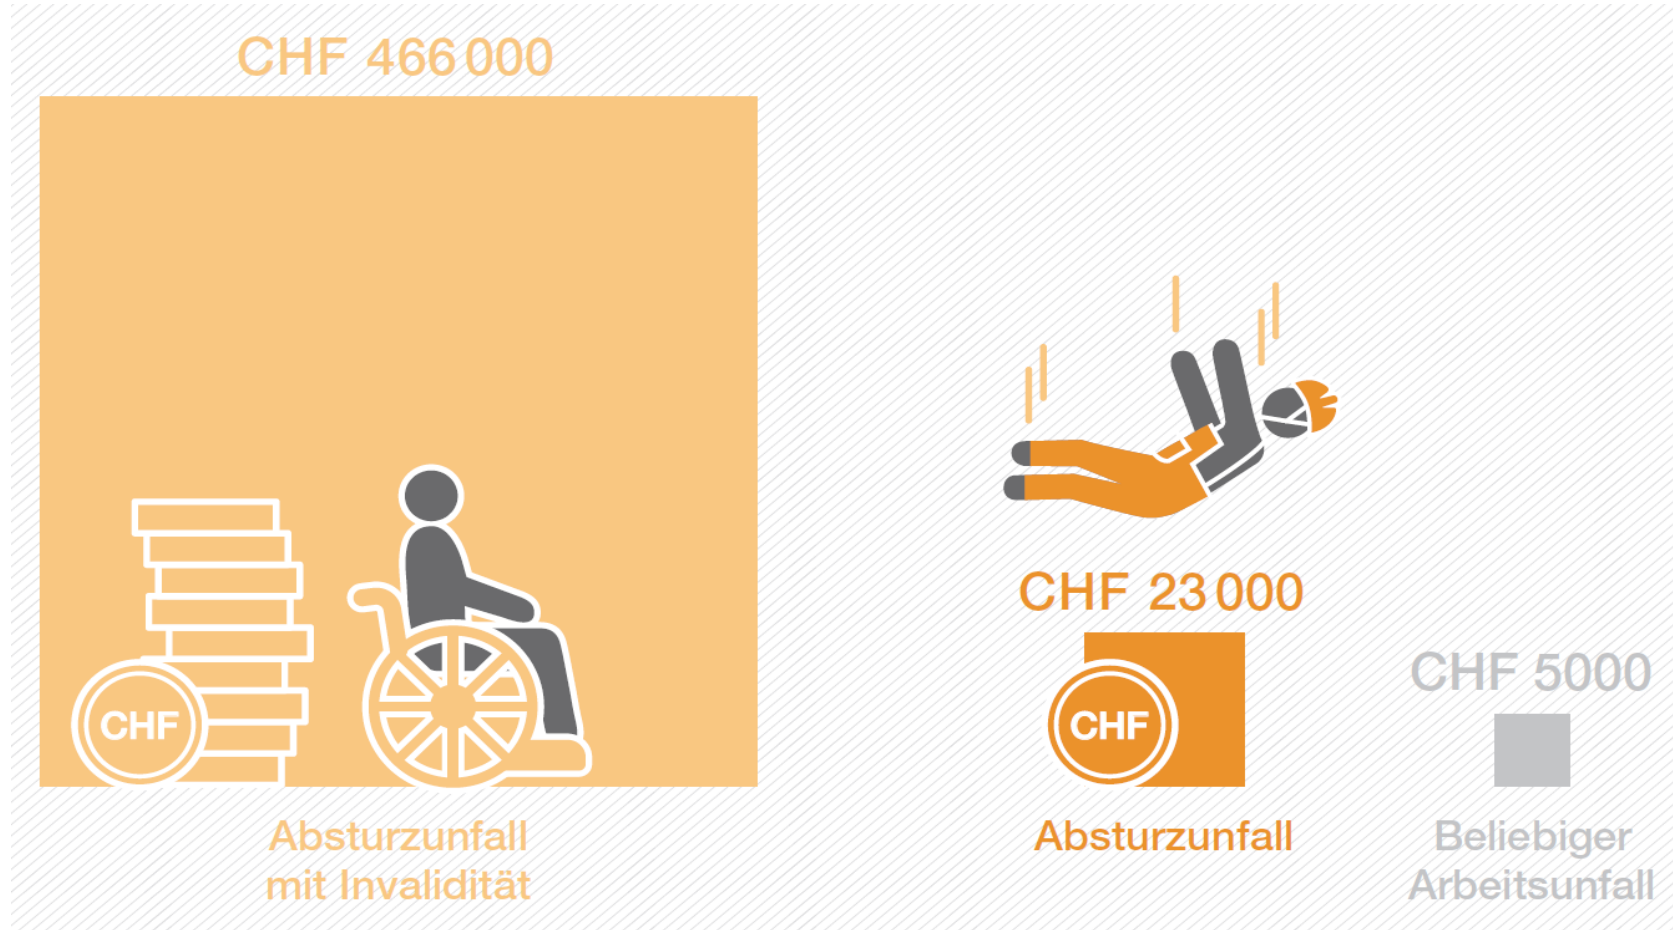 CHF 466 000
CHF
Absturzunfall
mit Invalidität
CHF 23 000
CHF
Absturzunfall
CHF 5000
Beliebiger
Arbeitsunfall